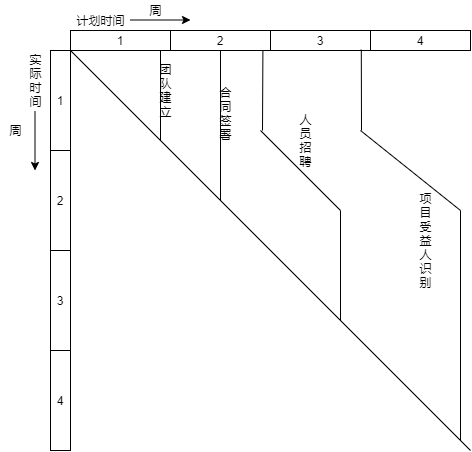 计划时间 周
1 2 3 4
实际时间
周
1
2
3
4
团队建立
合同签署
人员招聘
项目受益人识别